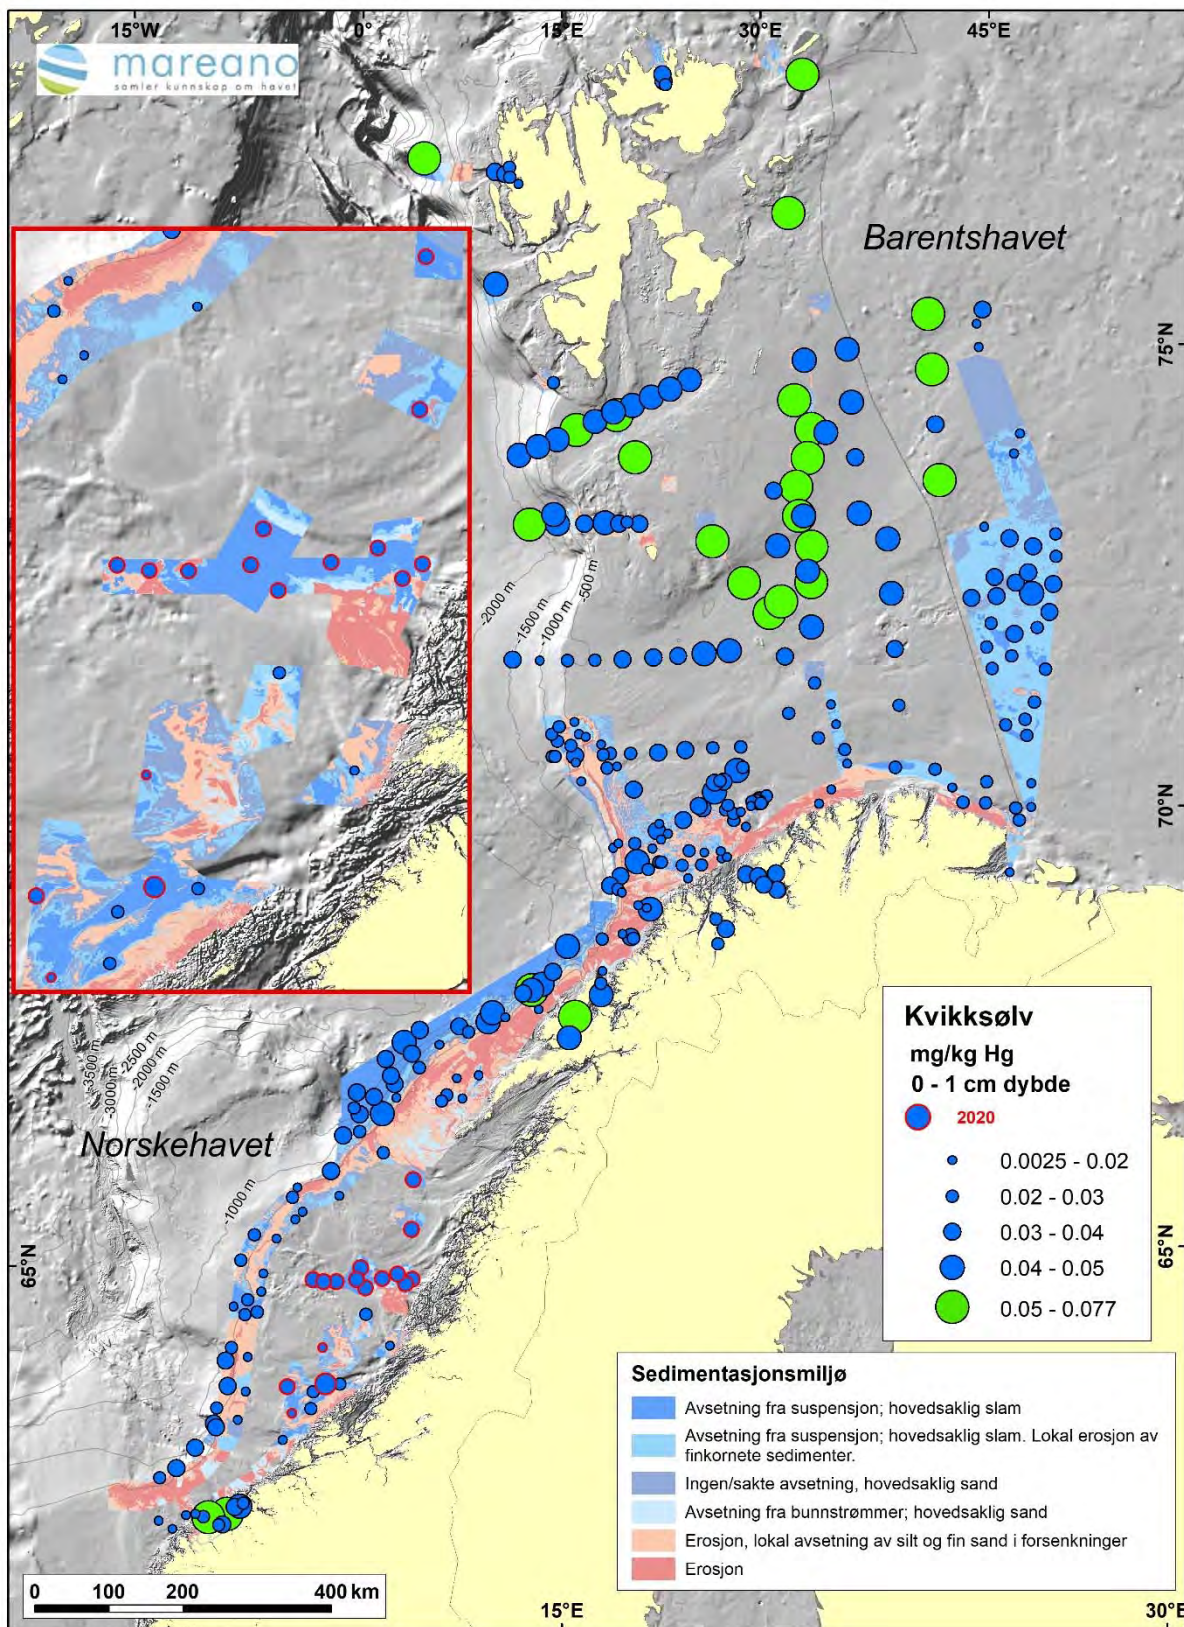 15°W 0° 15°E 30°E 45°E
mareano
samler kunnskap om havet
Barentshavet
75°N
-2000 m
-1500 m
-1000 m
-500 m
70°N
Kvikksølv
mg/kg Hg
0 - 1 cm dybde
2020
0.0025 - 0.02
0.02 - 0.03
0.03 - 0.04
0.04 - 0.05
0.05 - 0.077
-3500 m
-3000 m
-2500 m
-2000 m
-1500 m
Norskehavet
-1000 m
65°N
65°N
Sedimentasjonsmiljø
Avsetning fra suspensjon; hovedsaklig slam
Avsetning fra suspensjon; hovedsaklig slam. Lokal erosjon av
finkornete sedimenter.
Ingen/sakte avsetning, hovedsaklig sand
Avsetning fra bunnstrømmer; hovedsaklig sand
Erosjon, lokal avsetning av silt og fin sand i forsenkninger
Erosjon
0 100 200 400 km
15°E 30°E